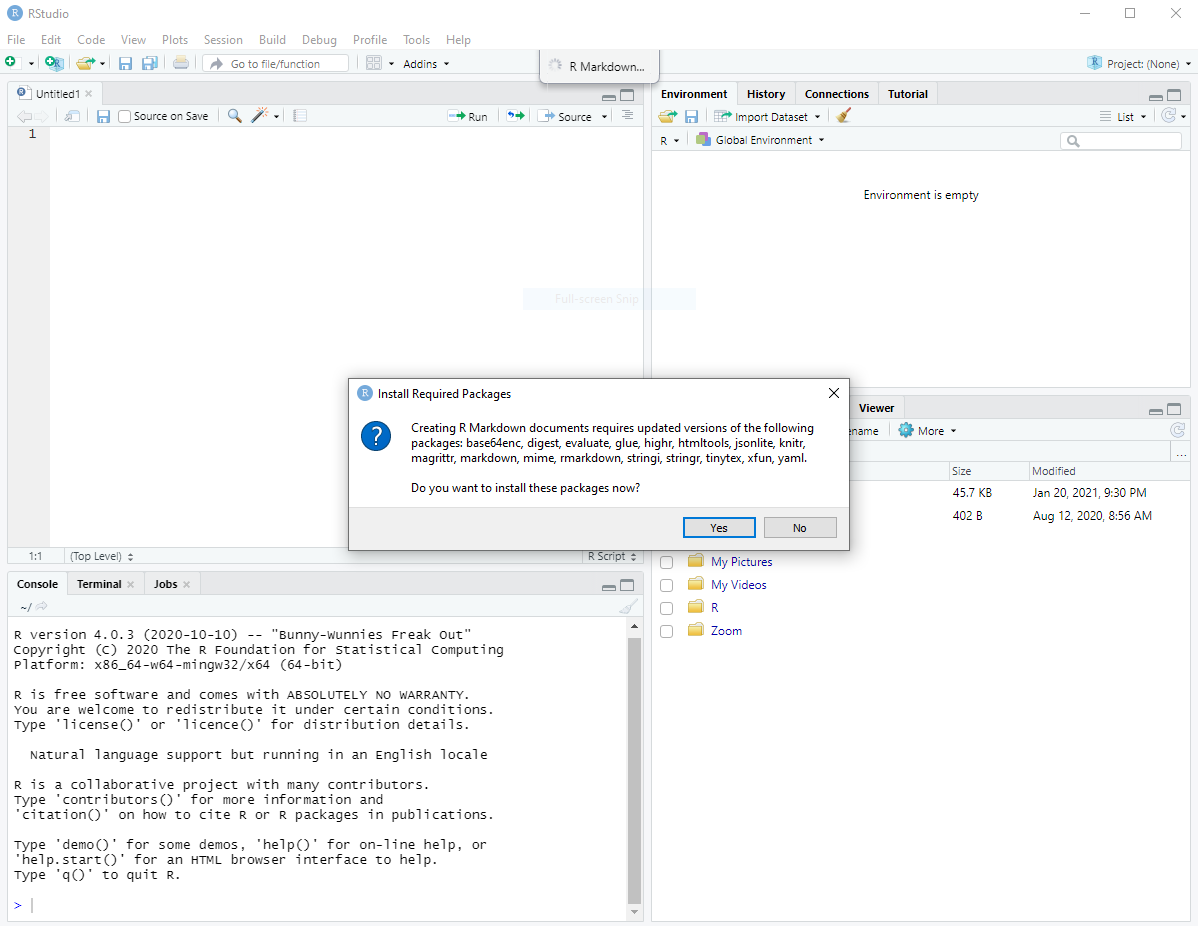 RStudio
File Edit Code View Plots Session Build Debug Profile Tools Help
Go to file/function
Addins
R Markdown...
Project: (None)
Untitled1
Source on Save
Run
Source
1
Environment History Connections Tutorial
Import Dataset
List
R
Global Environment
Environment is empty
Full-screen Snip
Install Required Packages
Creating R Markdown documents requires updated versions of the following
packages: base64enc, digest, evaluate, glue, highr, htmltools, jsonlite, knitr,
magrittr, markdown, mime, rmarkdown, stringi, stringr, tinytex, xfun, yaml.
Do you want to install these packages now?
Yes
No
Viewer
ename
More
...
Size Modified
45.7 KB Jan 20, 2021, 9:30 PM
402 B Aug 12, 2020, 8:56 AM
My Pictures
My Videos
R
Zoom
1:1
(Top Level)
R Script
Console Terminal Jobs
~/
R version 4.0.3 (2020-10-10) -- "Bunny-Wunnies Freak Out"
Copyright (C) 2020 The R Foundation for Statistical Computing
Platform: x86_64-w64-mingw32/x64 (64-bit)
R is free software and comes with ABSOLUTELY NO WARRANTY.
You are welcome to redistribute it under certain conditions.
Type 'license()' or 'licence()' for distribution details.
Natural language support but running in an English locale
R is a collaborative project with many contributors.
Type 'contributors()' for more information and
'citation()' on how to cite R or R packages in publications.
Type 'demo()' for some demos, 'help()' for on-line help, or
'help.start()' for an HTML browser interface to help.
Type 'q()' to quit R.
>